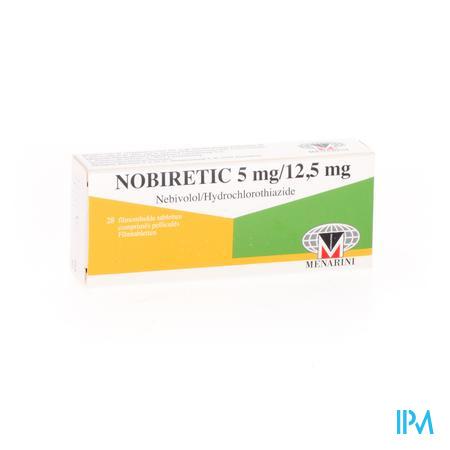 NOBIRETIC 5 mg/12,5 mg
Nebivolol/Hydrochlorothiazide
28 filmomhulde tabletten
comprimés pelliculés
Filmtabletten
M
MENARINI
IPM